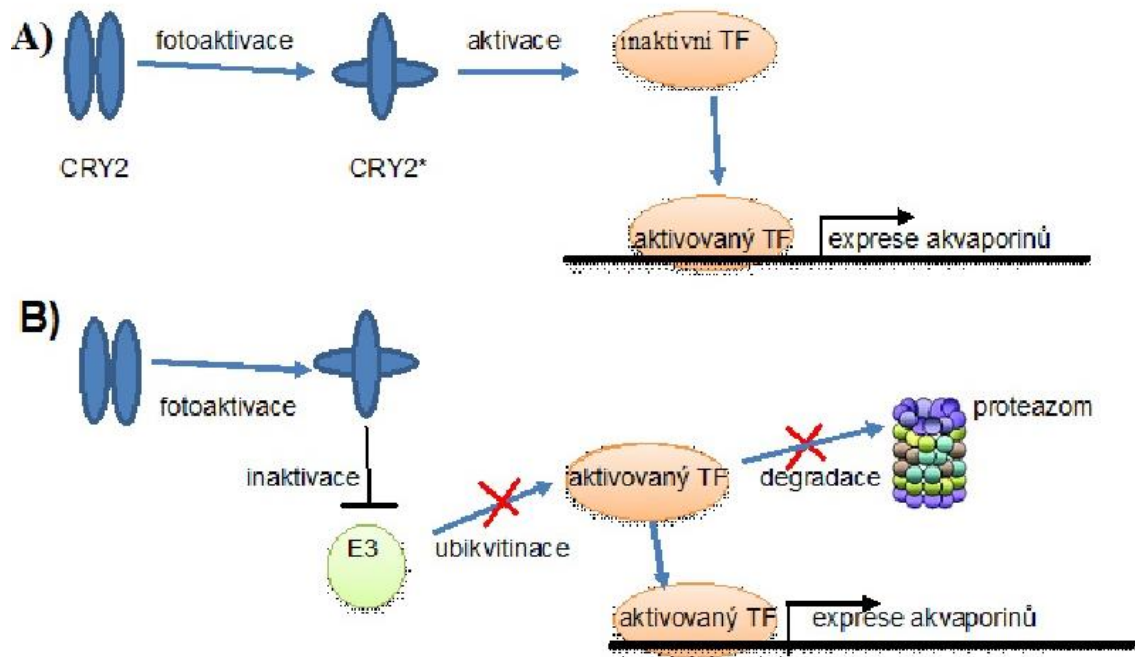 A)
fotoaktivace
aktivace
inaktivní TF
CRY2
CRY2*
aktivovaný TF
exprese akvaporinů
B)
fotoaktivace
proteazom
inaktivace
aktivovaný TF
degradace
E3
ubikvitinace
aktivovaný TF
exprese akvaporinů